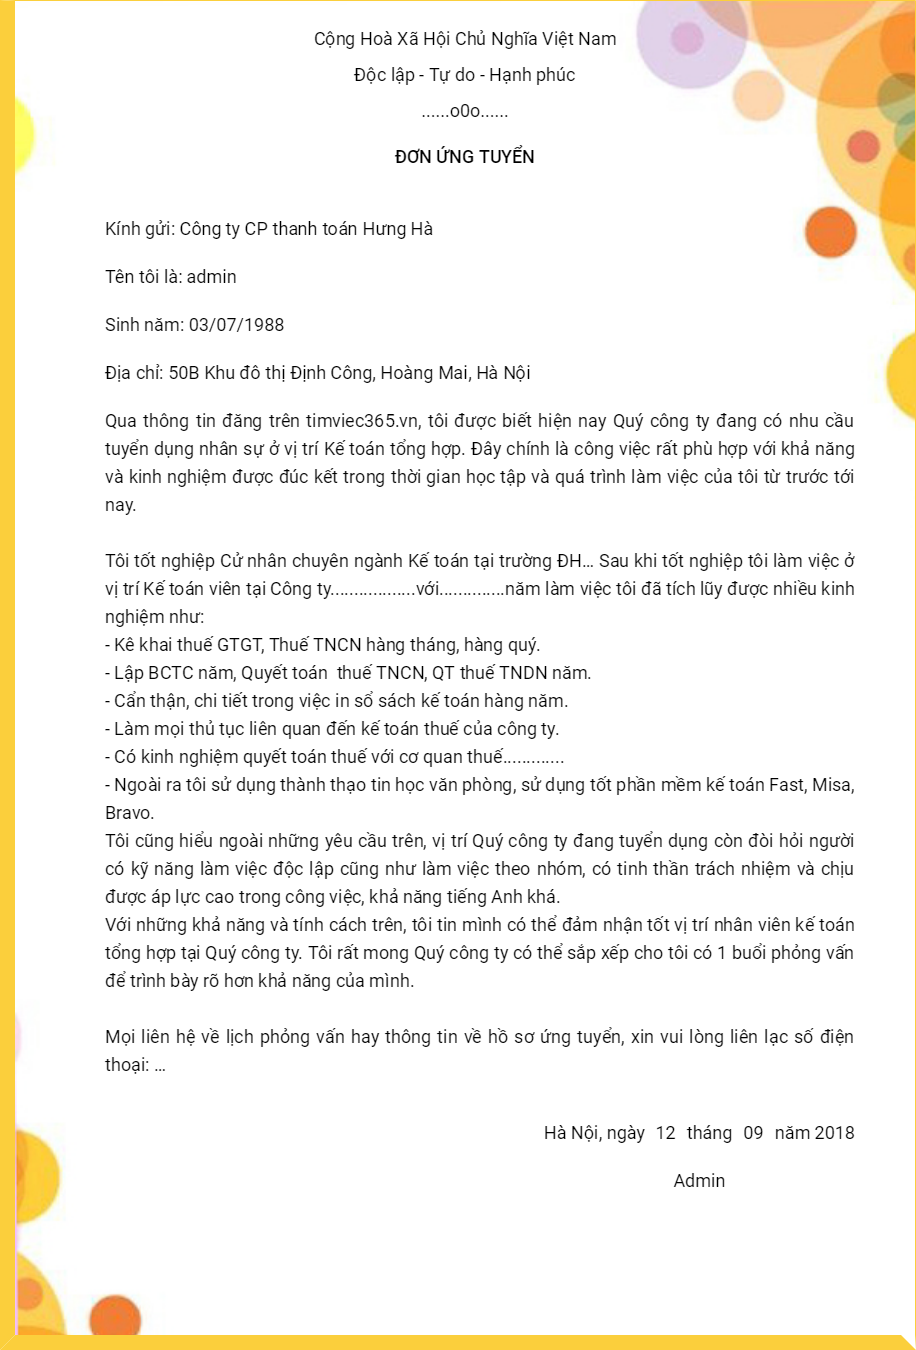 Cộng Hoà Xã Hội Chủ Nghĩa Việt Nam
Độc lập - Tự do - Hạnh phúc
......o0o......
ĐƠN ỨNG TUYỂN
Kính gửi: Công ty CP thanh toán Hưng Hà
Tên tôi là: admin
Sinh năm: 03/07/1988
Địa chỉ: 50B Khu đô thị Định Công, Hoàng Mai, Hà Nội
Qua thông tin đăng trên timviec365.vn, tôi được biết hiện nay Quý công ty đang có nhu cầu
tuyển dụng nhân sự ở vị trí Kế toán tổng hợp. Đây chính là công việc rất phù hợp với khả năng
và kinh nghiệm được đúc kết trong thời gian học tập và quá trình làm việc của tôi từ trước tới
nay.
Tôi tốt nghiệp Cử nhân chuyên ngành Kế toán tại trường ĐH... Sau khi tốt nghiệp tôi làm việc ở
vị trí Kế toán viên tại Công ty..................với..............năm làm việc tôi đã tích lũy được nhiều kinh
nghiệm như:
- Kê khai thuế GTGT, Thuế TNCN hàng tháng, hàng quý.
- Lập BCTC năm, Quyết toán  thuế TNCN, QT thuế TNDN năm.
- Cẩn thận, chi tiết trong việc in sổ sách kế toán hàng năm.
- Làm mọi thủ tục liên quan đến kế toán thuế của công ty.
- Có kinh nghiệm quyết toán thuế với cơ quan thuế.............
- Ngoài ra tôi sử dụng thành thạo tin học văn phòng, sử dụng tốt phần mềm kế toán Fast, Misa,
Bravo.
Tôi cũng hiểu ngoài những yêu cầu trên, vị trí Quý công ty đang tuyển dụng còn đòi hỏi người
có kỹ năng làm việc độc lập cũng như làm việc theo nhóm, có tinh thần trách nhiệm và chịu
được áp lực cao trong công việc, khả năng tiếng Anh khá.
Với những khả năng và tính cách trên, tôi tin mình có thể đảm nhận tốt vị trí nhân viên kế toán
tổng hợp tại Quý công ty. Tôi rất mong Quý công ty có thể sắp xếp cho tôi có 1 buổi phỏng vấn
để trình bày rõ hơn khả năng của mình.
Mọi liên hệ về lịch phỏng vấn hay thông tin về hồ sơ ứng tuyển, xin vui lòng liên lạc số điện
thoại: ...
Hà Nội, ngày  12  tháng  09  năm 2018
Admin